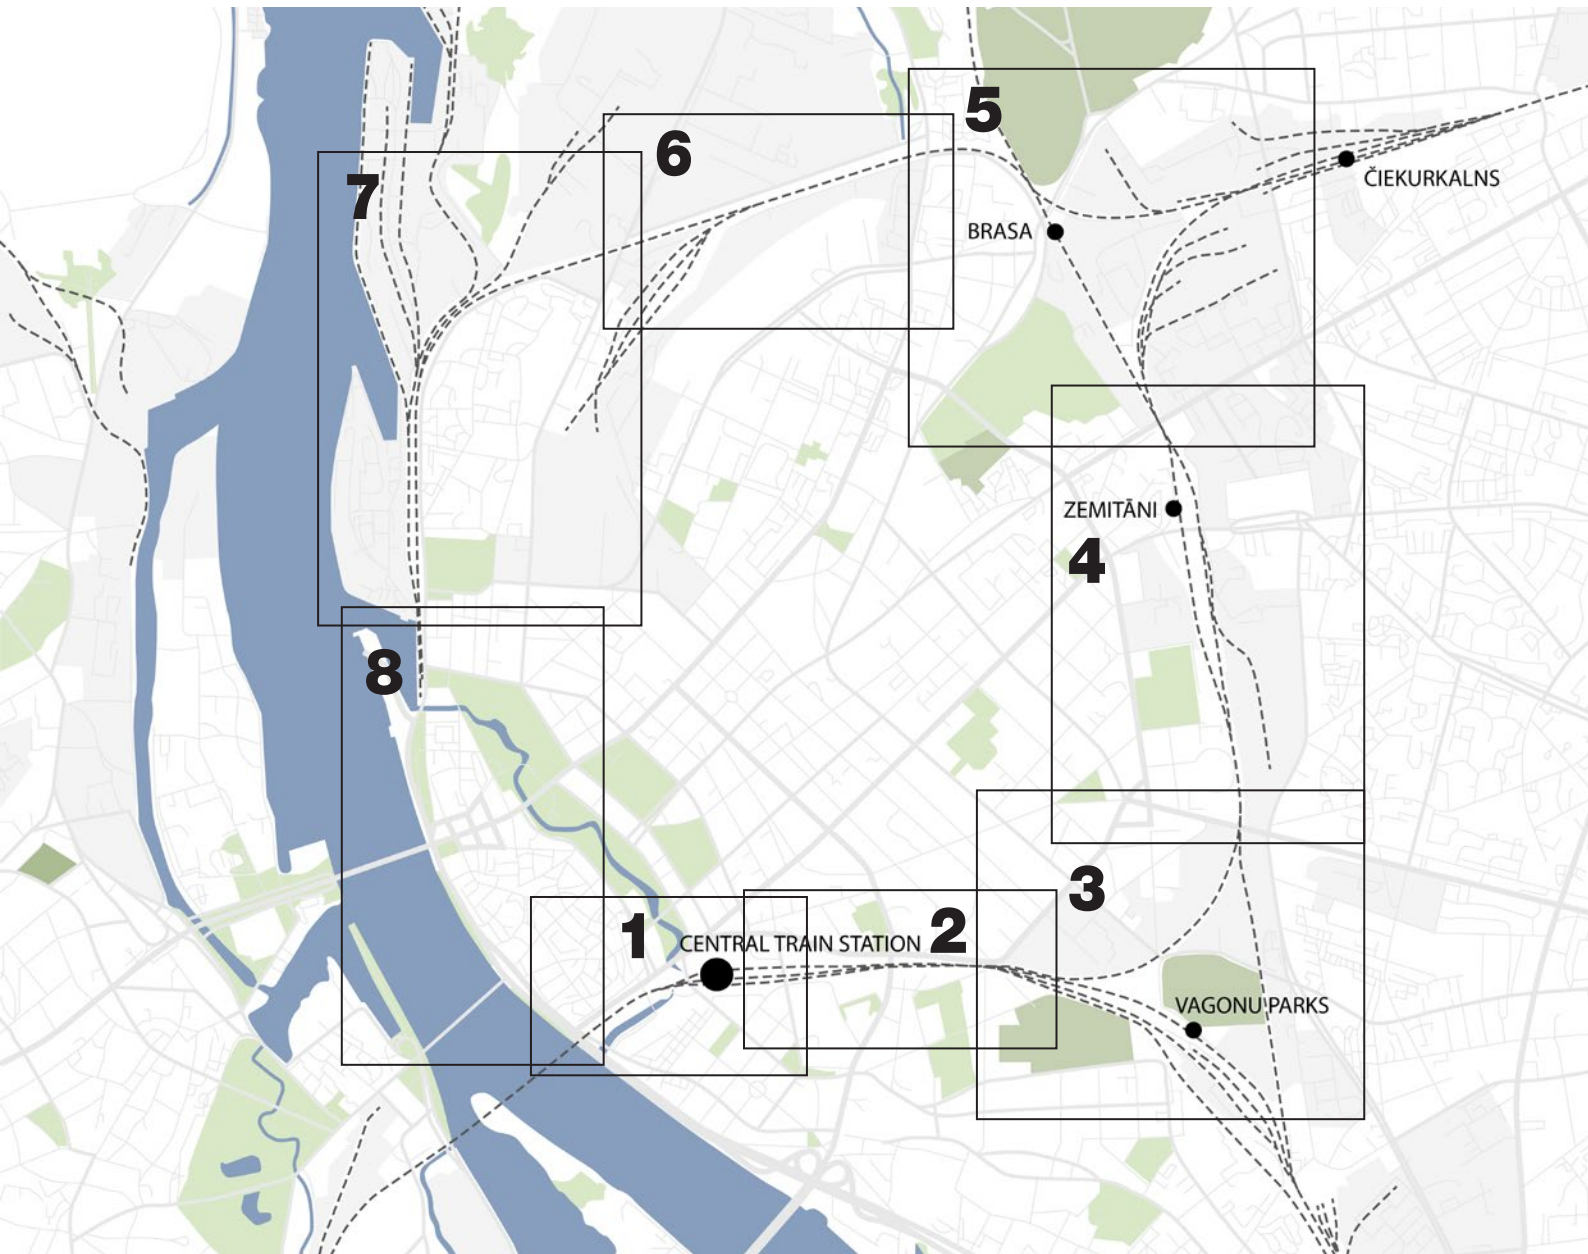 5
6
ČIEKURKALNS
7
BRASA
ZEMITĀNI
4
8
3
1
CENTRAL TRAIN STATION
2
VAGONU PARKS